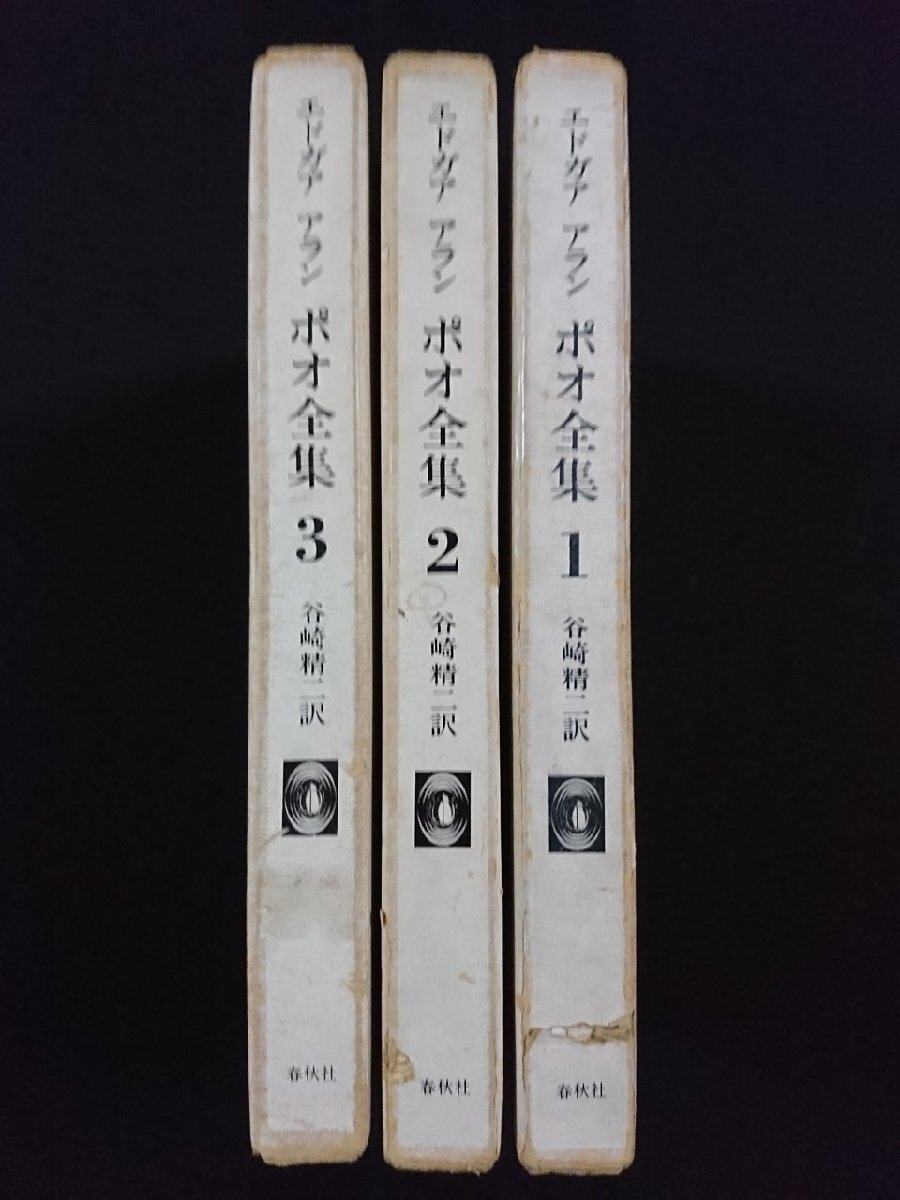 エドガア アラン ポオ全集 1 谷崎精二訳
春秋社
エドガア アラン ポオ全集 2 谷崎精二訳
春秋社
エドガア アラン ポオ全集 3 谷崎精二訳
春秋社